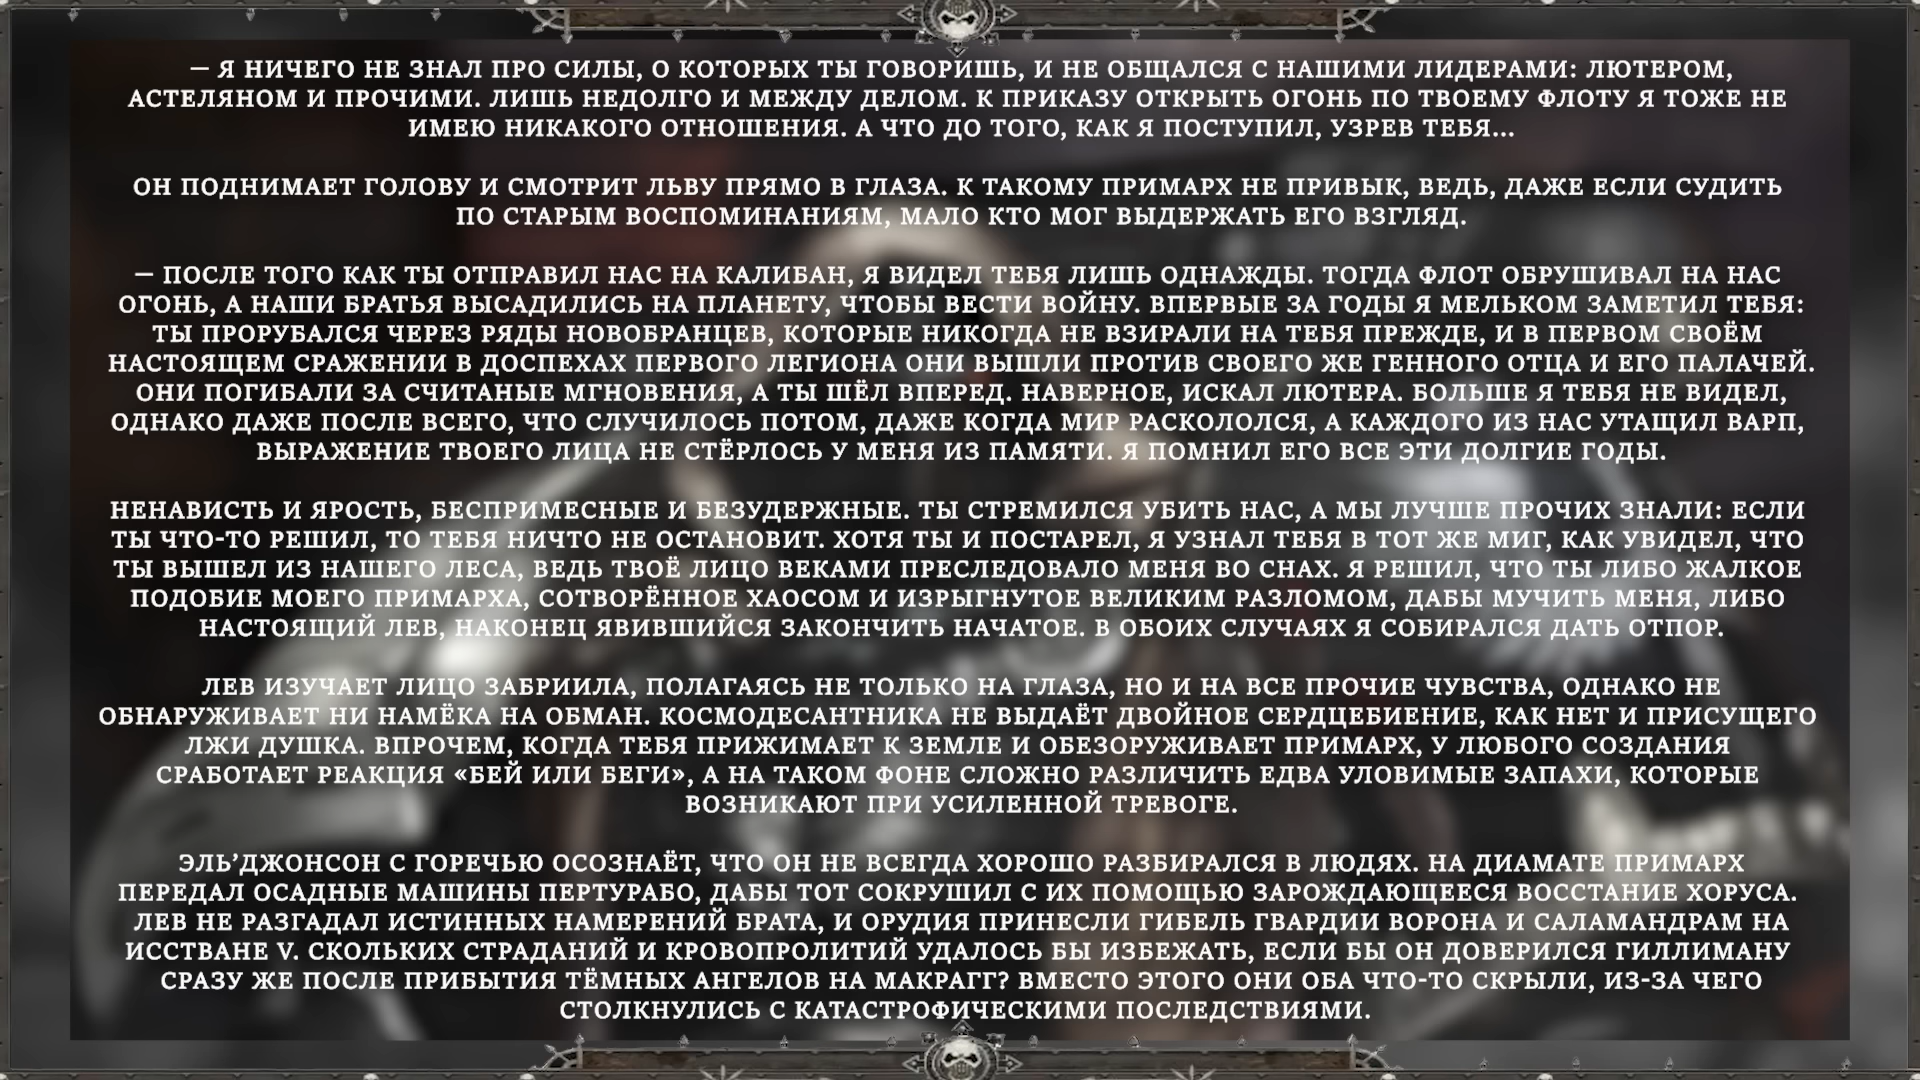 — Я НИЧЕГО НЕ ЗНАЛ ПРО СИЛЫ, О КОТОРЫХ ТЫ ГОВОРИШЬ, И НЕ ОБЩАЛСЯ С НАШИМИ ЛИДЕРАМИ: ЛЮТЕРОМ,
АСТЕЛЯНОМ И ПРОЧИМИ. ЛИШЬ НЕДОЛГО И МЕЖДУ ДЕЛОМ. К ПРИКАЗУ ОТКРЫТЬ ОГОНЬ ПО ТВОЕМУ ФЛОТУ Я ТОЖЕ НЕ
ИМЕЮ НИКАКОГО ОТНОШЕНИЯ. А ЧТО ДО ТОГО, КАК Я ПОСТУПИЛ, УЗРЕВ ТЕБЯ...
ОН ПОДНИМАЕТ ГОЛОВУ И СМОТРИТ ЛЬВУ ПРЯМО В ГЛАЗА. К ТАКОМУ ПРИМАРХ НЕ ПРИВЫК, ВЕДЬ, ДАЖЕ ЕСЛИ СУДИТЬ
ПО СТАРЫМ ВОСПОМИНАНИЯМ, МАЛО КТО МОГ ВЫДЕРЖАТЬ ЕГО ВЗГЛЯД.
— ПОСЛЕ ТОГО КАК ТЫ ОТПРАВИЛ НАС НА КАЛИБАН, Я ВИДЕЛ ТЕБЯ ЛИШЬ ОДНАЖДЫ. ТОГДА ФЛОТ ОБРУШИВАЛ НА НАС
ОГОНЬ, А НАШИ БРАТЬЯ ВЫСАДИЛИСЬ НА ПЛАНЕТУ, ЧТОБЫ ВЕСТИ ВОЙНУ. ВПЕРВЫЕ ЗА ГОДЫ Я МЕЛЬКОМ ЗАМЕТИЛ ТЕБЯ:
ТЫ ПРОРУБАЛСЯ ЧЕРЕЗ РЯДЫ НОВОБРАНЦЕВ, КОТОРЫЕ НИКОГДА НЕ ВЗИРАЛИ НА ТЕБЯ ПРЕЖДЕ, И В ПЕРВОМ СВОЁМ
НАСТОЯЩЕМ СРАЖЕНИИ В ДОСПЕХАХ ПЕРВОГО ЛЕГИОНА ОНИ ВЫШЛИ ПРОТИВ СВОЕГО ЖЕ ГЕННОГО ОТЦА И ЕГО ПАЛАЧЕЙ.
ОНИ ПОГИБАЛИ ЗА СЧИТАНЫЕ МГНОВЕНИЯ, А ТЫ ШЁЛ ВПЕРЕД. НАВЕРНОЕ, ИСКАЛ ЛЮТЕРА. БОЛЬШЕ Я ТЕБЯ НЕ ВИДЕЛ,
ОДНАКО ДАЖЕ ПОСЛЕ ВСЕГО, ЧТО СЛУЧИЛОСЬ ПОТОМ, ДАЖЕ КОГДА МИР РАСКОЛОЛСЯ, А КАЖДОГО ИЗ НАС УТАЩИЛ ВАРП,
ВЫРАЖЕНИЕ ТВОЕГО ЛИЦА НЕ СТЁРЛОСЬ У МЕНЯ ИЗ ПАМЯТИ. Я ПОМНИЛ ЕГО ВСЕ ЭТИ ДОЛГИЕ ГОДЫ.
НЕНАВИСТЬ И ЯРОСТЬ, БЕСПРИМЕСНЫЕ И БЕЗУДЕРЖНЫЕ. ТЫ СТРЕМИЛСЯ УБИТЬ НАС, А МЫ ЛУЧШЕ ПРОЧИХ ЗНАЛИ: ЕСЛИ
ТЫ ЧТО-ТО РЕШИЛ, ТО ТЕБЯ НИЧТО НЕ ОСТАНОВИТ. ХОТЯ ТЫ И ПОСТАРЕЛ, Я УЗНАЛ ТЕБЯ В ТОТ ЖЕ МИГ, КАК УВИДЕЛ, ЧТО
ТЫ ВЫШЕЛ ИЗ НАШЕГО ЛЕСА, ВЕДЬ ТВОЁ ЛИЦО ВЕКАМИ ПРЕСЛЕДОВАЛО МЕНЯ ВО СНАХ. Я РЕШИЛ, ЧТО ТЫ ЛИБО ЖАЛКОЕ
ПОДОБИЕ МОЕГО ПРИМАРХА, СОТВОРЁННОЕ ХАОСОМ И ИЗРЫГНУТОЕ ВЕЛИКИМ РАЗЛОМОМ, ДАБЫ МУЧИТЬ МЕНЯ, ЛИБО
НАСТОЯЩИЙ ЛЕВ, НАКОНЕЦ ЯВИВШИЙСЯ ЗАКОНЧИТЬ НАЧАТОЕ. В ОБОИХ СЛУЧАЯХ Я СОБИРАЛСЯ ДАТЬ ОТПОР.
ЛЕВ ИЗУЧАЕТ ЛИЦО ЗАБРИИЛА, ПОЛАГАЯСЬ НЕ ТОЛЬКО НА ГЛАЗА, НО И НА ВСЕ ПРОЧИЕ ЧУВСТВА, ОДНАКО НЕ
ОБНАРУЖИВАЕТ НИ НАМЁКА НА ОБМАН. КОСМОДЕСАНТНИКА НЕ ВЫДАЁТ ДВОЙНОЕ СЕРДЦЕБИЕНИЕ, КАК НЕТ И ПРИСУЩЕГО
ЛЖИ ДУШКА. ВПРОЧЕМ, КОГДА ТЕБЯ ПРИЖИМАЕТ К ЗЕМЛЕ И ОБЕЗОРУЖИВАЕТ ПРИМАРХ, У ЛЮБОГО СОЗДАНИЯ
СРАБОТАЕТ РЕАКЦИЯ «БЕЙ ИЛИ БЕГИ», А НА ТАКОМ ФОНЕ СЛОЖНО РАЗЛИЧИТЬ ЕДВА УЛОВИМЫЕ ЗАПАХИ, КОТОРЫЕ
ВОЗНИКАЮТ ПРИ УСИЛЕННОЙ ТРЕВОГЕ.
ЭЛЬ’ДЖОНСОН С ГОРЕЧЬЮ ОСОЗНАЁТ, ЧТО ОН НЕ ВСЕГДА ХОРОШО РАЗБИРАЛСЯ В ЛЮДЯХ. НА ДИАМАТЕ ПРИМАРХ
ПЕРЕДАЛ ОСАДНЫЕ МАШИНЫ ПЕРТУРАБО, ДАБЫ ТОТ СОКРУШИЛ С ИХ ПОМОЩЬЮ ЗАРОЖДАЮЩЕЕСЯ ВОССТАНИЕ ХОРУСА.
ЛЕВ НЕ РАЗГАДАЛ ИСТИННЫХ НАМЕРЕНИЙ БРАТА, И ОРУДИЯ ПРИНЕСЛИ ГИБЕЛЬ ГВАРДИИ ВОРОНА И САЛАМАНДРАМ НА
ИССТВАНЕ V. СКОЛЬКИХ СТРАДАНИЙ И КРОВОПРОЛИТИЙ УДАЛОСЬ БЫ ИЗБЕЖАТЬ, ЕСЛИ БЫ ОН ДОВЕРИЛСЯ ГИЛЛИМАНУ
СРАЗУ ЖЕ ПОСЛЕ ПРИБЫТИЯ ТЁМНЫХ АНГЕЛОВ НА МАКРАГГ? ВМЕСТО ЭТОГО ОНИ ОБА ЧТО-ТО СКРЫЛИ, ИЗ-ЗА ЧЕГО
СТОЛКНУЛИСЬ С КАТАСТРОФИЧЕСКИМИ ПОСЛЕДСТВИЯМИ.